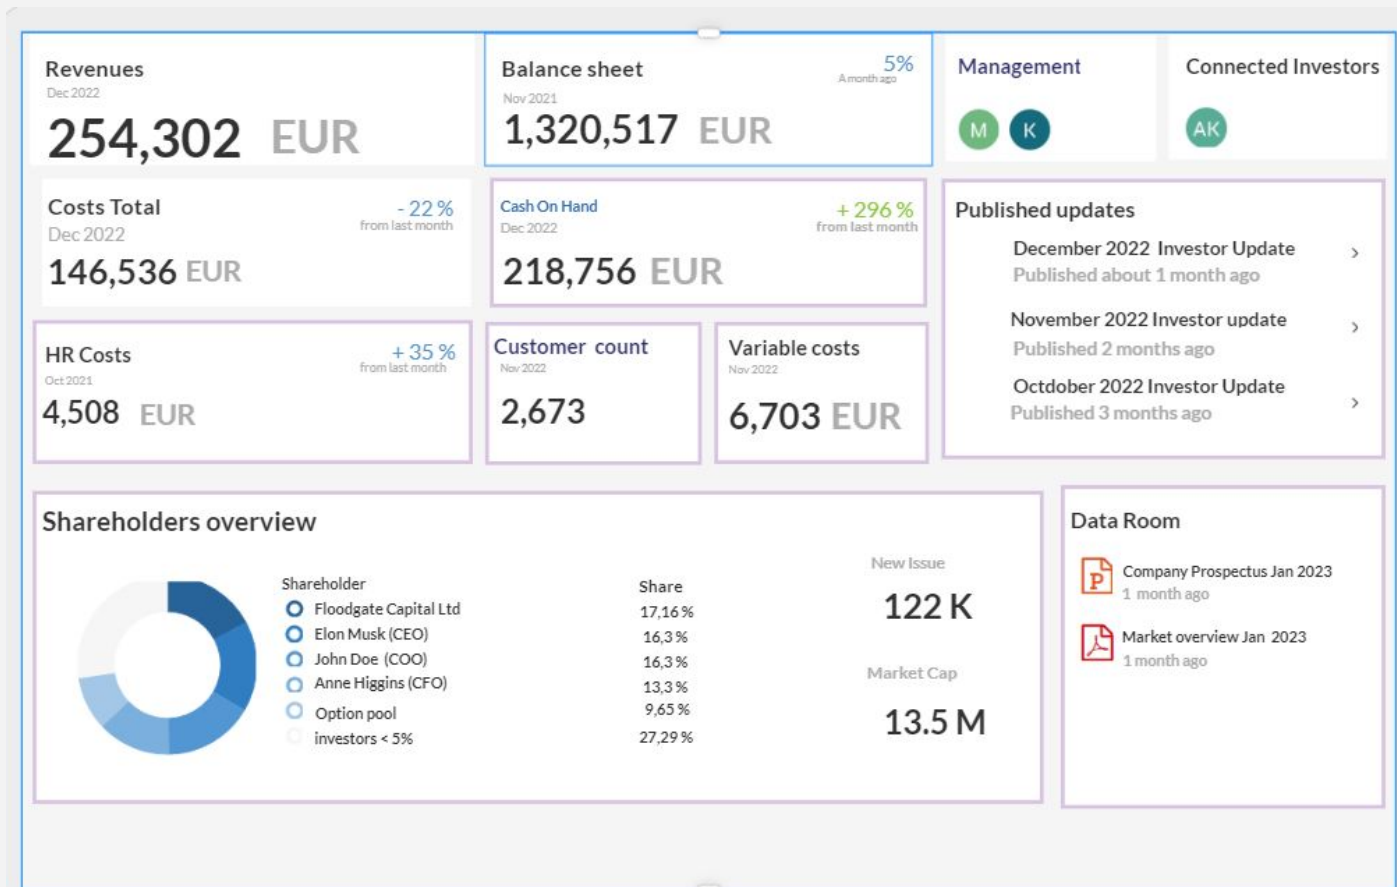 Revenues
Dec 2022
254,302 EUR
Balance sheet
5%
A month ago
Nov 2021
1,320,517 EUR
Management
M K
Connected Investors
AK
Costs Total
- 22 %
from last month
Dec 2022
146,536 EUR
Cash On Hand
+ 296 %
from last month
Dec 2022
218,756 EUR
Published updates
December 2022 Investor Update
Published about 1 month ago
November 2022 Investor update
Published 2 months ago
Octdober 2022 Investor Update
Published 3 months ago
HR Costs
+ 35 %
from last month
Oct 2021
4,508 EUR
Customer count
Nov 2022
2,673
Variable costs
Nov 2022
6,703 EUR
Shareholders overview
Shareholder Share
Floodgate Capital Ltd 17,16 %
Elon Musk (CEO) 16,3 %
John Doe (COO) 16,3 %
Anne Higgins (CFO) 13,3 %
Option pool 9,65 %
investors < 5% 27,29 %
New Issue
122 K
Market Cap
13.5 M
Data Room
Company Prospectus Jan 2023
1 month ago
Market overview Jan 2023
1 month ago